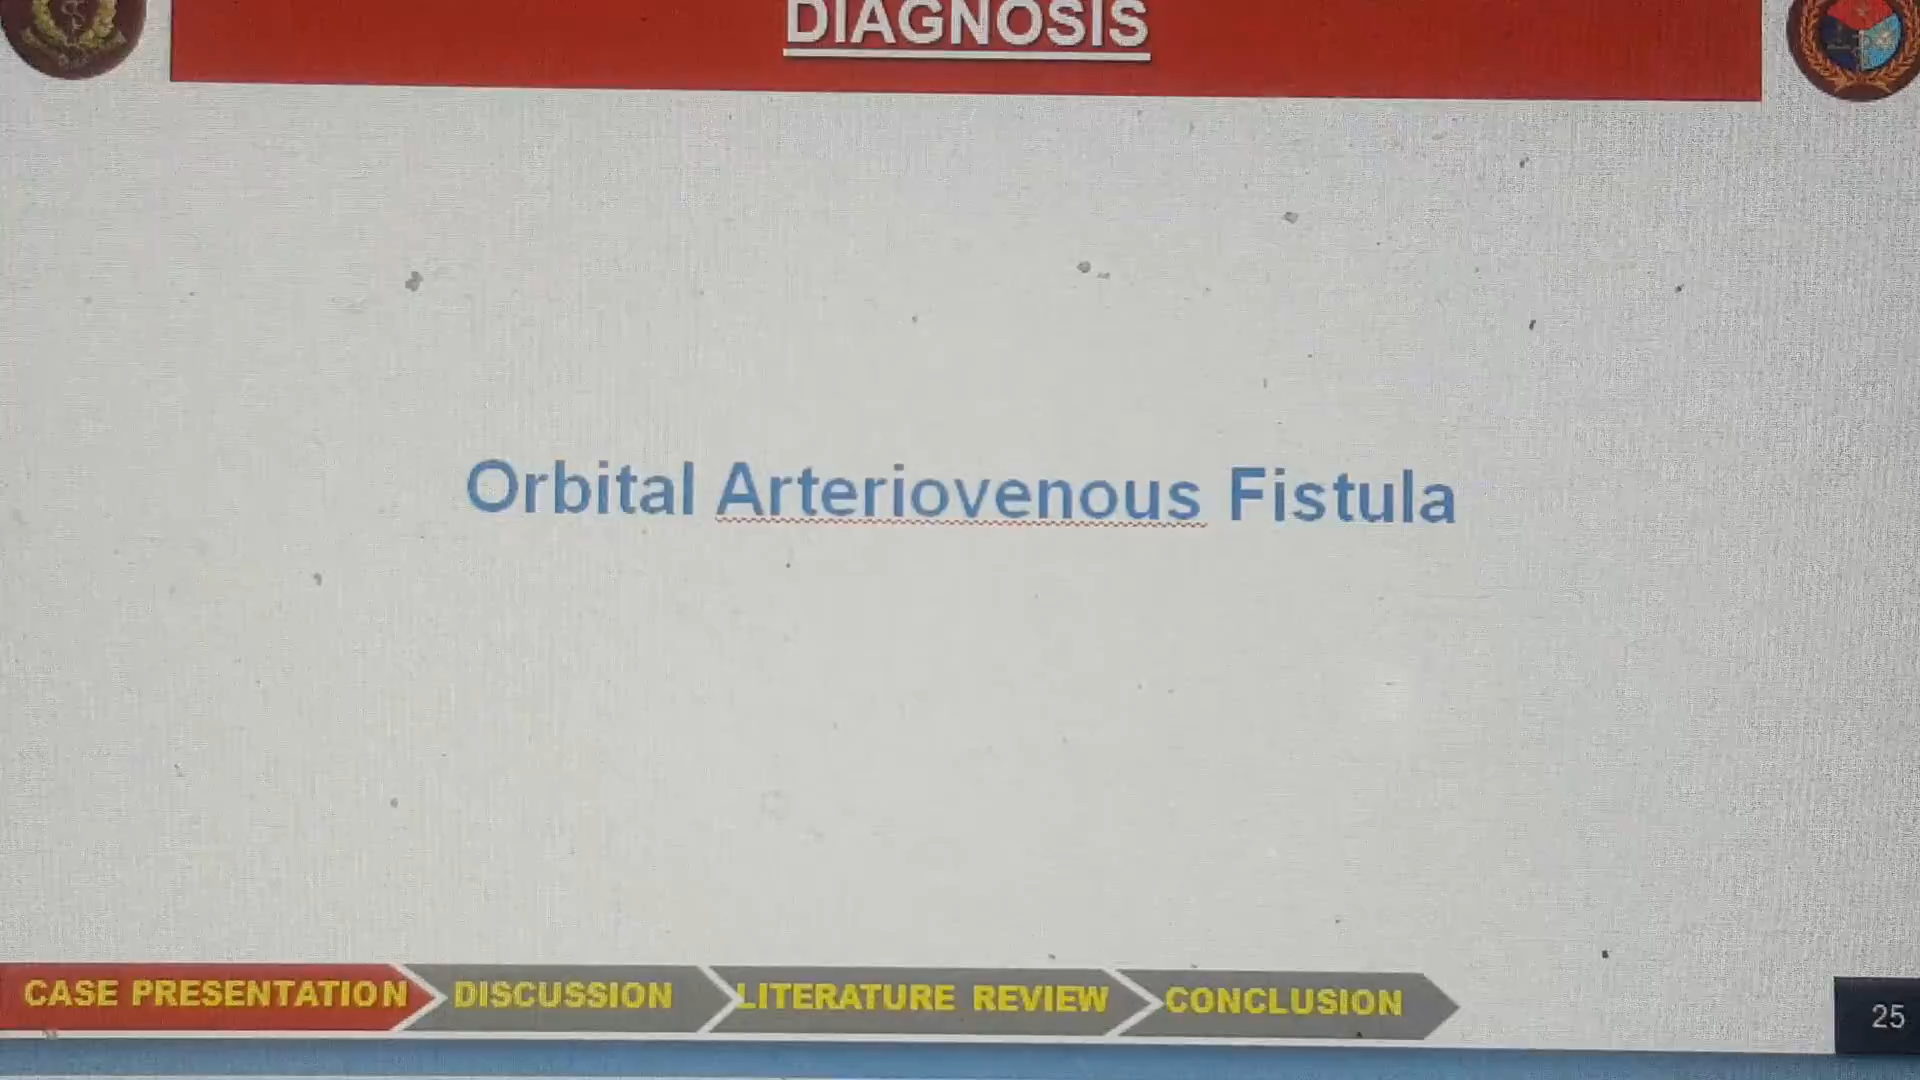 DIAGNOSIS
Orbital Arteriovenous Fistula
CASE PRESENTATION
DISCUSSION
LITERATURE REVIEW
CONCLUSION
25